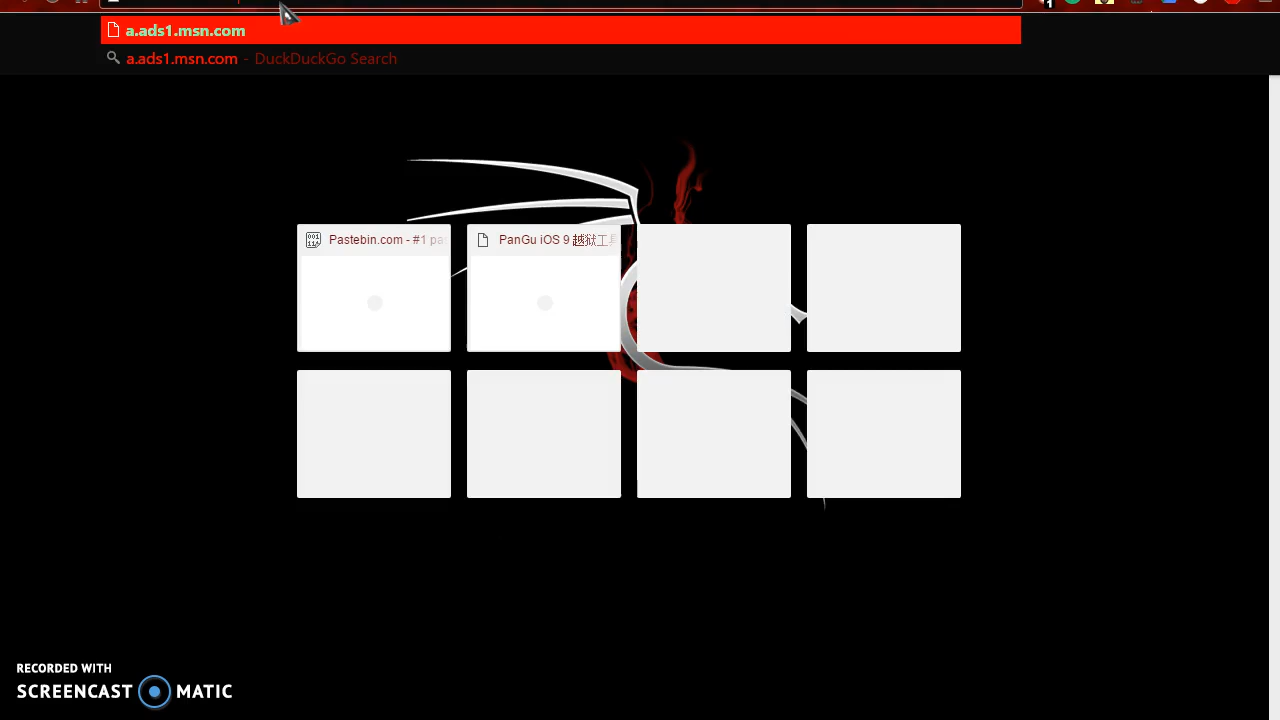 a.ads1.msn.com
a.ads1.msn.com - DuckDuckGo Search
Pastebin.com - #1 pa
PanGu iOS 9 越狱工具
RECORDED WITH
SCREENCAST MATIC